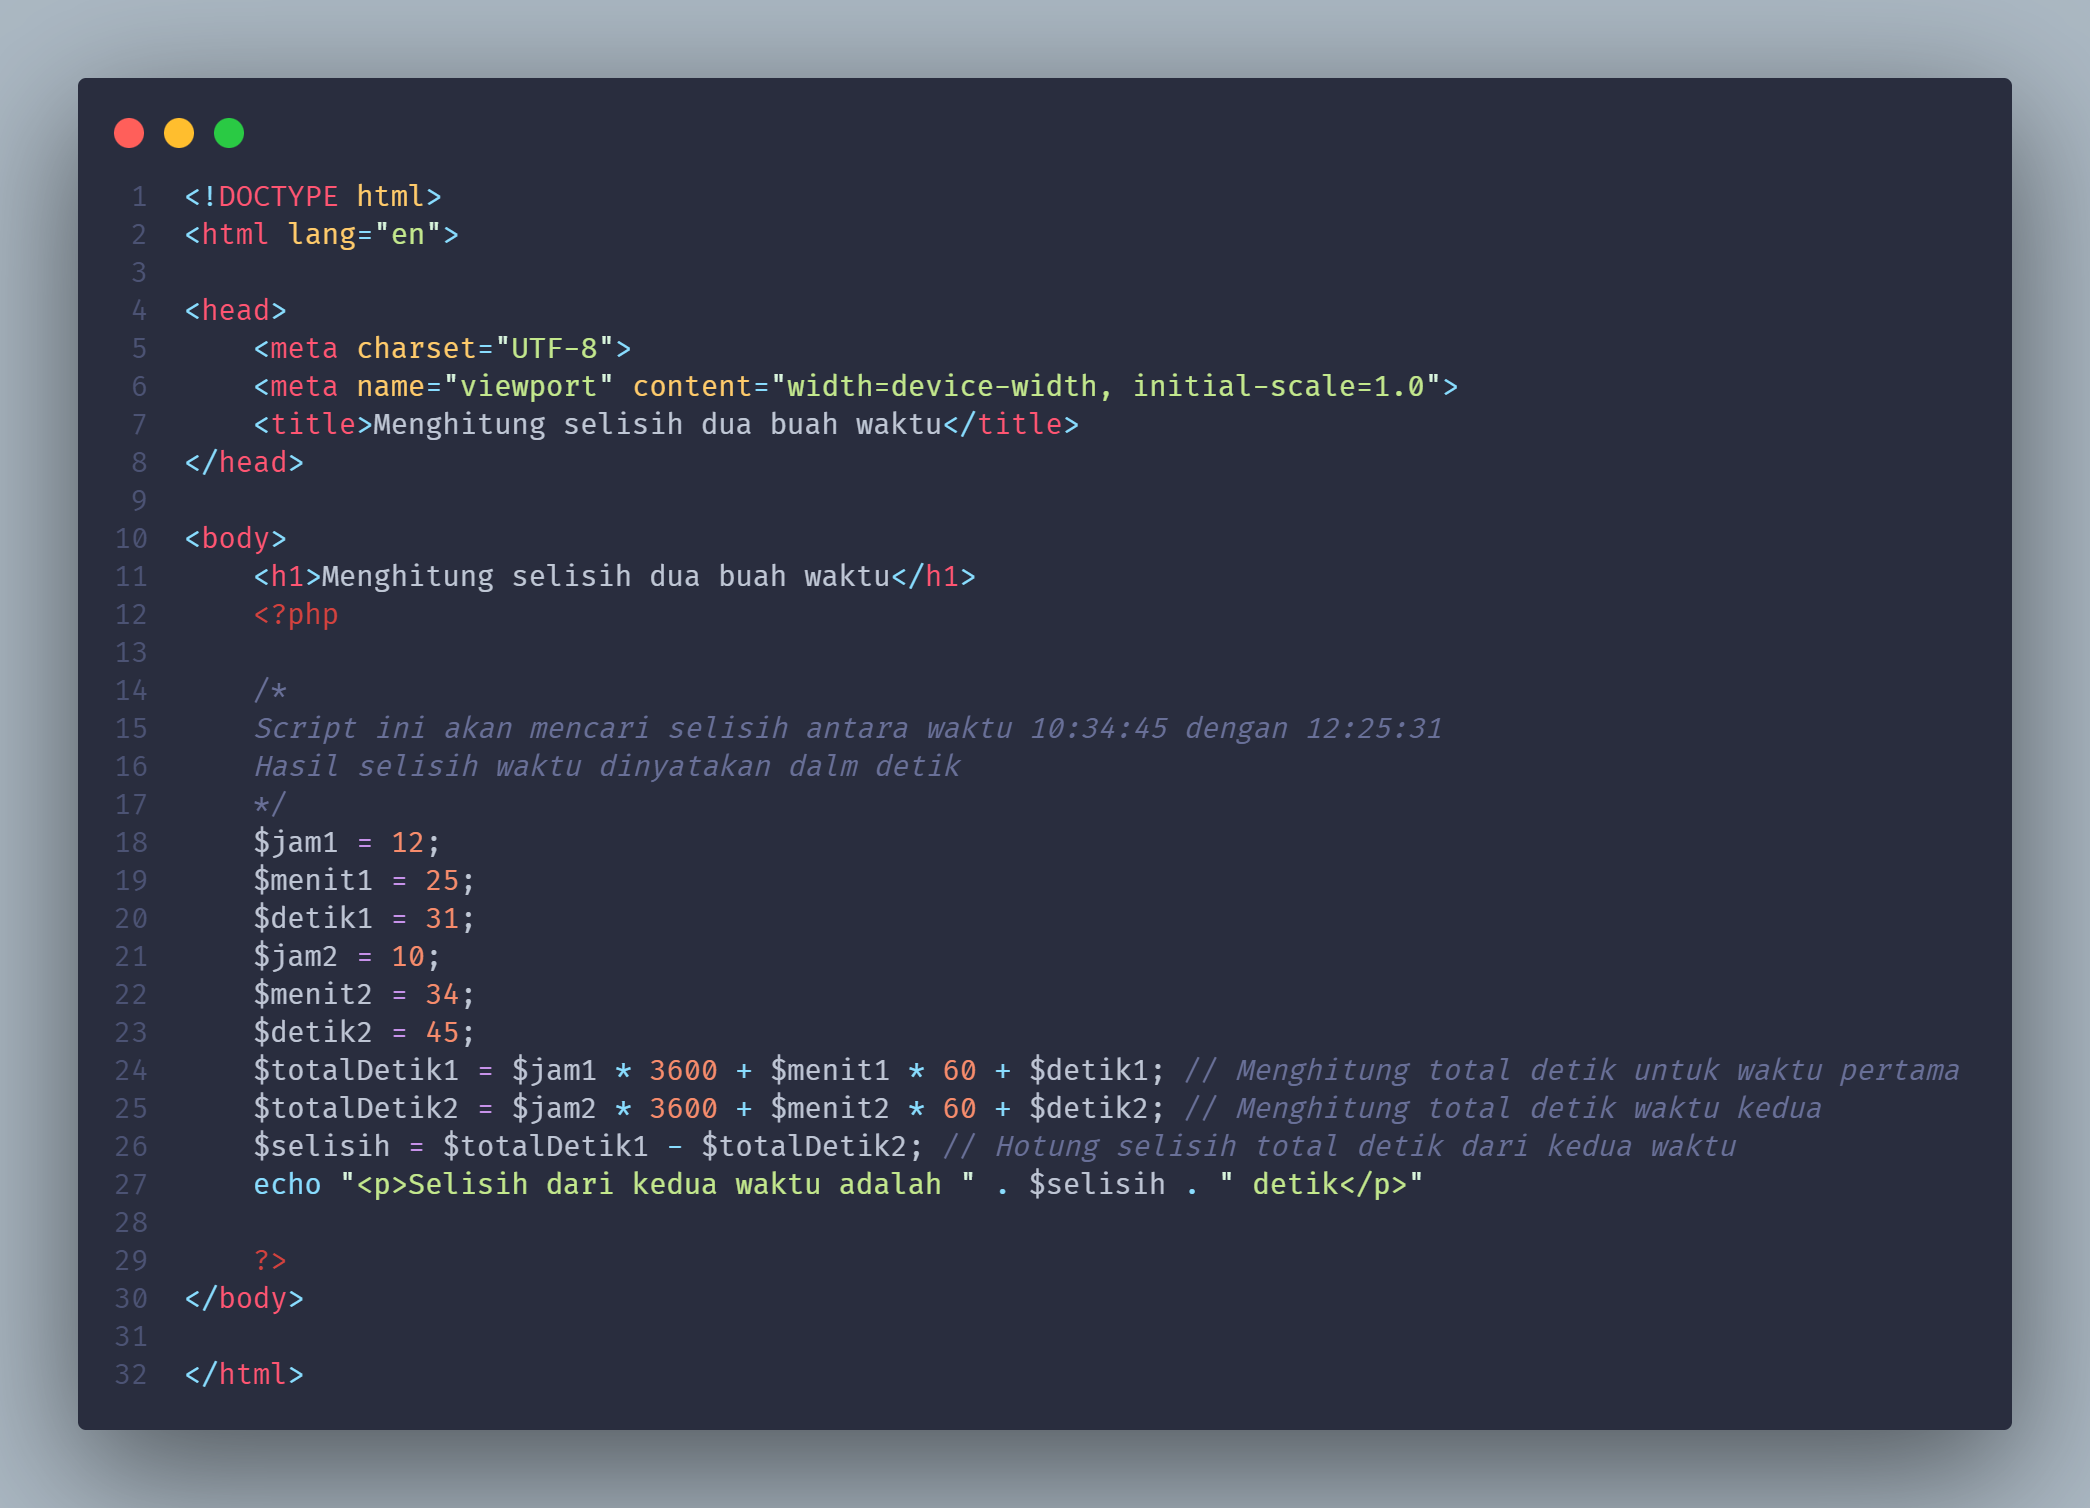 1 <!DOCTYPE html>
2 <html lang="en">
3
4 <head>
5     <meta charset="UTF-8">
6     <meta name="viewport" content="width=device-width, initial-scale=1.0">
7     <title>Menghitung selisih dua buah waktu</title>
8 </head>
9
10 <body>
11     <h1>Menghitung selisih dua buah waktu</h1>
12     <?php
13
14     /*
15     Script ini akan mencari selisih antara waktu 10:34:45 dengan 12:25:31
16     Hasil selisih waktu dinyatakan dalm detik
17     */
18     $jam1 = 12;
19     $menit1 = 25;
20     $detik1 = 31;
21     $jam2 = 10;
22     $menit2 = 34;
23     $detik2 = 45;
24     $totalDetik1 = $jam1 * 3600 + $menit1 * 60 + $detik1; // Menghitung total detik untuk waktu pertama
25     $totalDetik2 = $jam2 * 3600 + $menit2 * 60 + $detik2; // Menghitung total detik waktu kedua
26     $selisih = $totalDetik1 - $totalDetik2; // Hotung selisih total detik dari kedua waktu
27     echo "<p>Selisih dari kedua waktu adalah " . $selisih . " detik</p>"
28
29     ?>
30 </body>
31
32 </html>